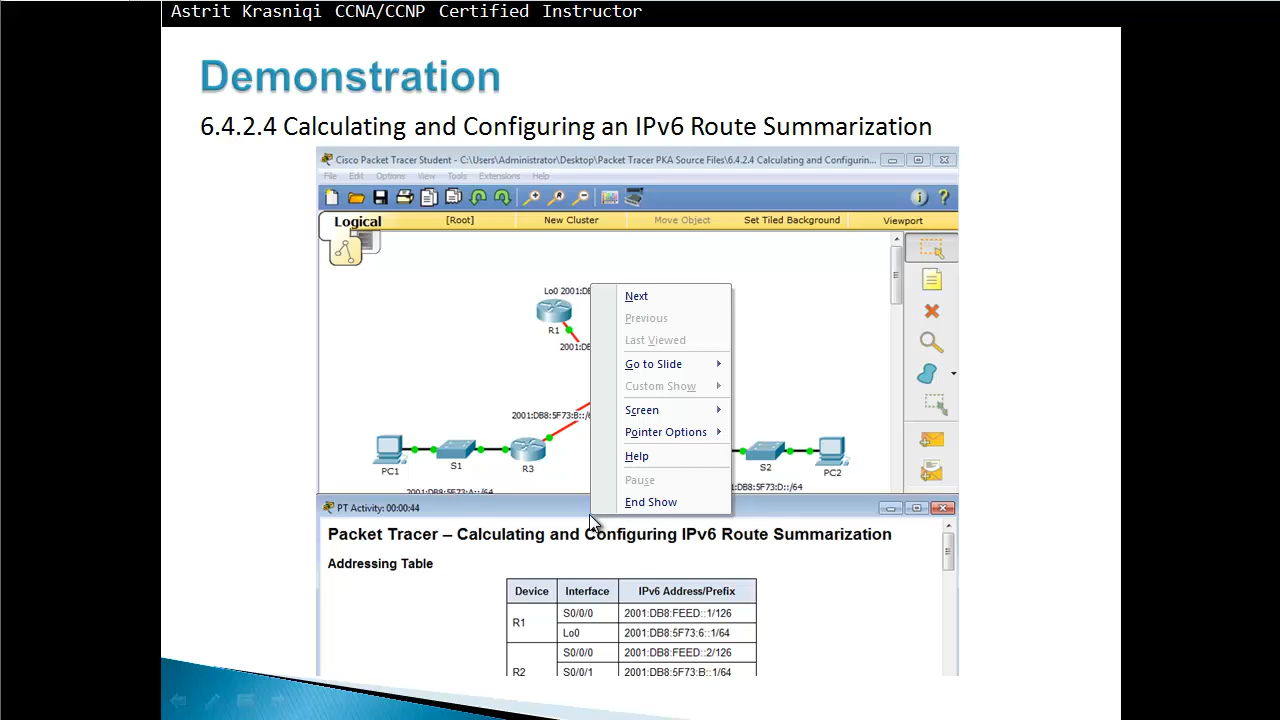 Astrit Krasniqi CCNA/CCNP Certified Instructor
Demonstration
6.4.2.4 Calculating and Configuring an IPv6 Route Summarization
Cisco Packet Tracer Student - C:\Users\Administrator\Desktop\Packet Tracer PKA Source Files\6.4.2.4 Calculating and Configurin...
File Edit Options View Tools Extensions Help
Logical [Root] New Cluster Move Object Set Tiled Background Viewport
Lo0 2001:DB
R1
2001:DB
2001:DB8:5F73:B::/6
PC1 S1 R3 S2 PC2
2001:DB8:5F73:A::/64 2001:DB8:5F73:D::/64
Next
Previous
Last Viewed
Go to Slide
Custom Show
Screen
Pointer Options
Help
Pause
End Show
PT Activity: 00:00:44
Packet Tracer – Calculating and Configuring IPv6 Route Summarization
Addressing Table
Device Interface IPv6 Address/Prefix
R1 S0/0/0 2001:DB8:FEED::1/126
Lo0 2001:DB8:5F73:6::1/64
R2 S0/0/0 2001:DB8:FEED::2/126
S0/0/1 2001:DB8:5F73:B::1/64